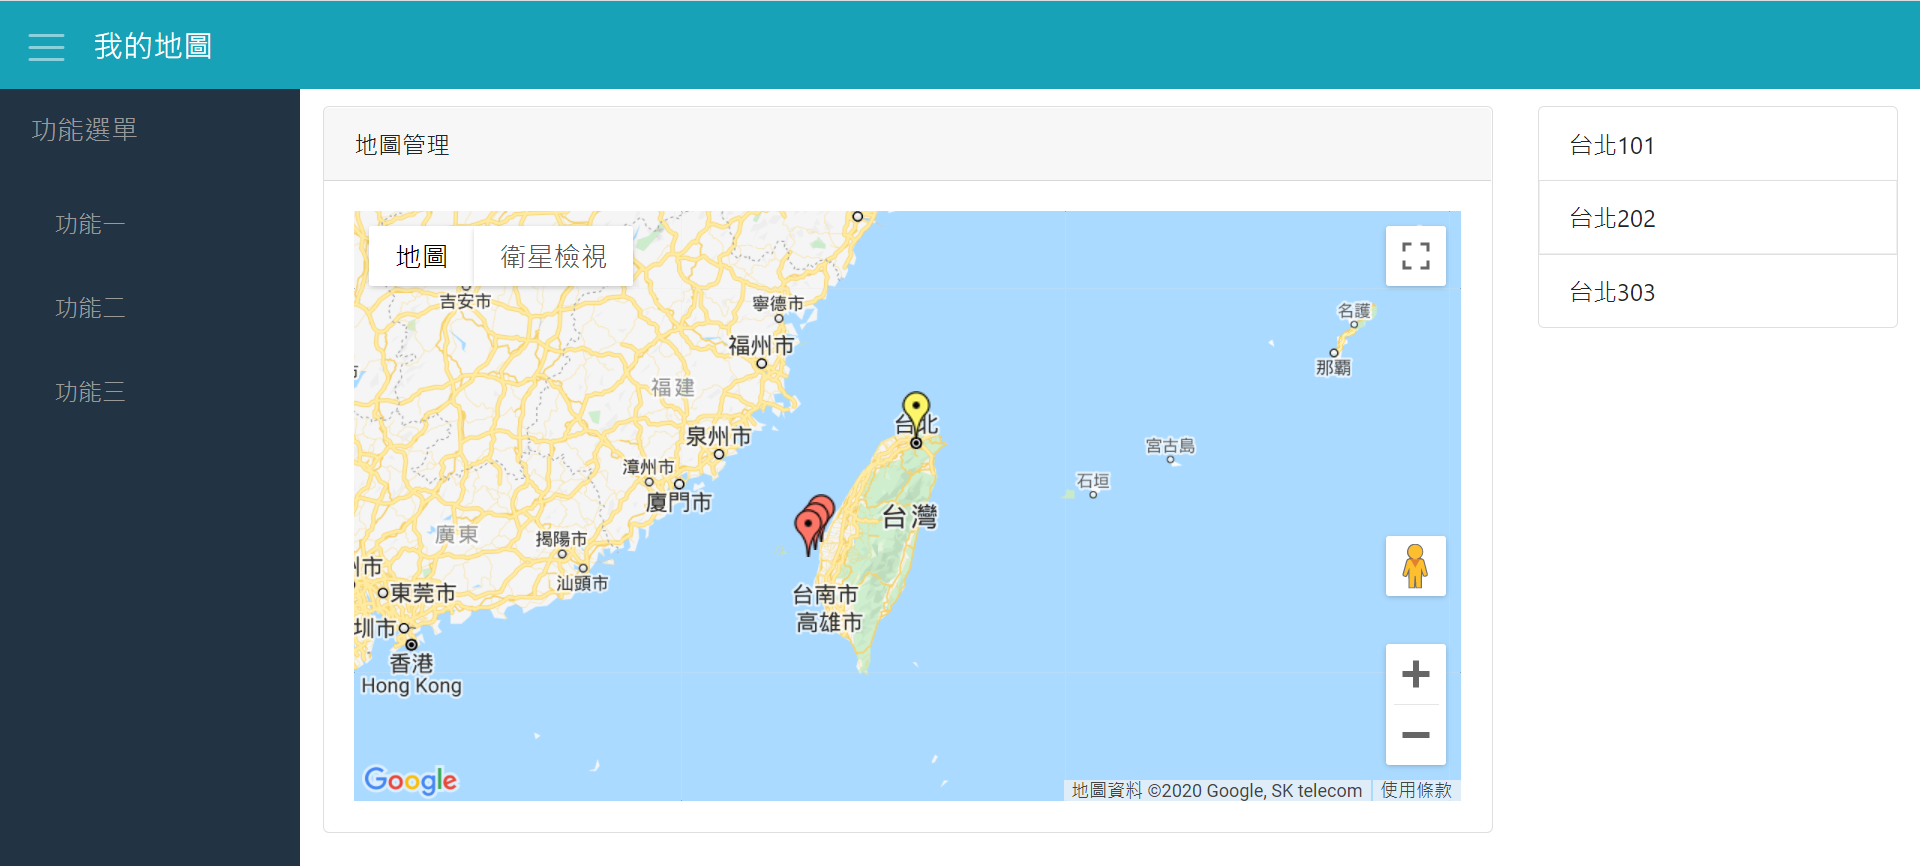 我的地圖
功能選單
功能一
功能二
功能三
地圖管理
地圖
衛星檢視
吉安市
寧德市
福州市
福建
泉州市
漳州市
廈門市
廣東
揭陽市
汕頭市
東莞市
圳市
香港
Hong Kong
台北
台灣
台南市
高雄市
名護
那霸
宮古島
石垣
Google
地圖資料 ©2020 Google, SK telecom
使用條款
台北101
台北202
台北303